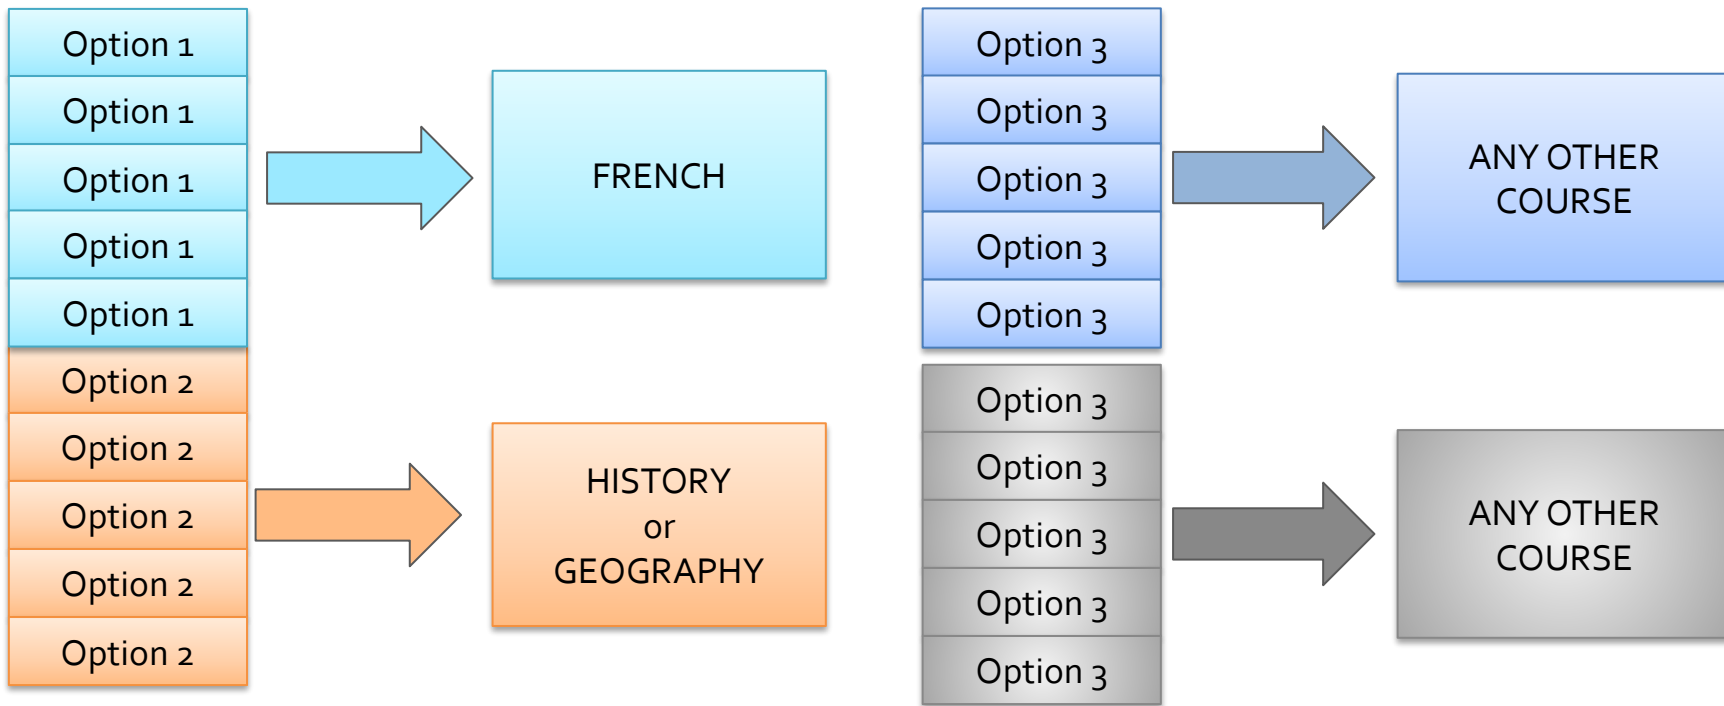 Option 1
Option 1
Option 1
Option 1
Option 1
FRENCH
Option 2
Option 2
Option 2
Option 2
Option 2
HISTORY
or
GEOGRAPHY
Option 3
Option 3
Option 3
Option 3
Option 3
ANY OTHER
COURSE
Option 3
Option 3
Option 3
Option 3
Option 3
ANY OTHER
COURSE